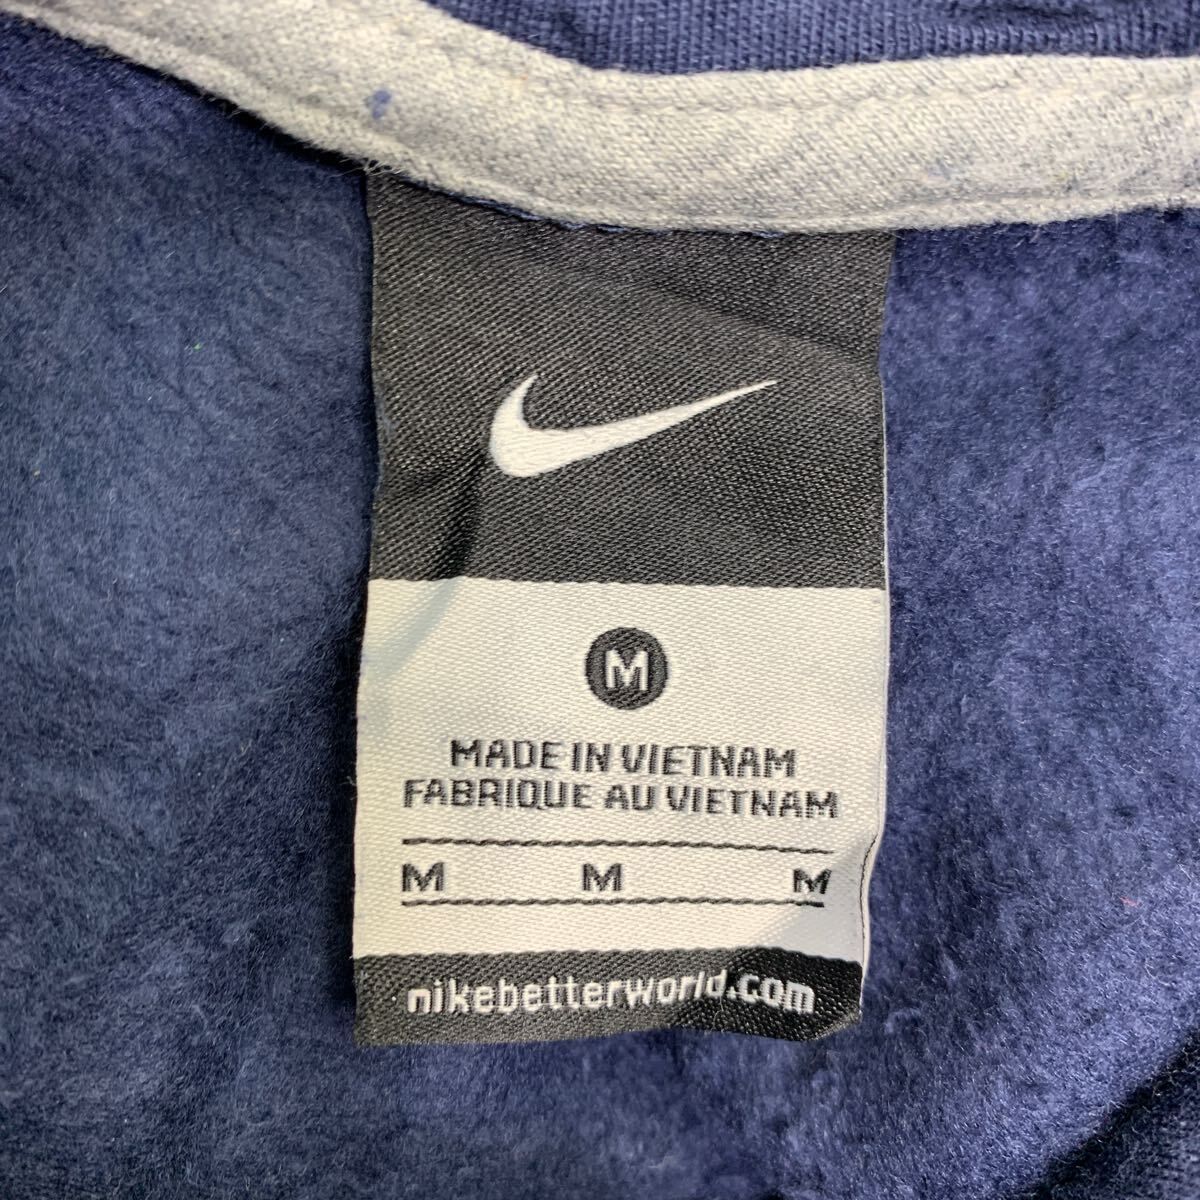 M
MADE IN VIETNAM
FABRIQUE AU VIETNAM
M M M
nikebetterworld.com